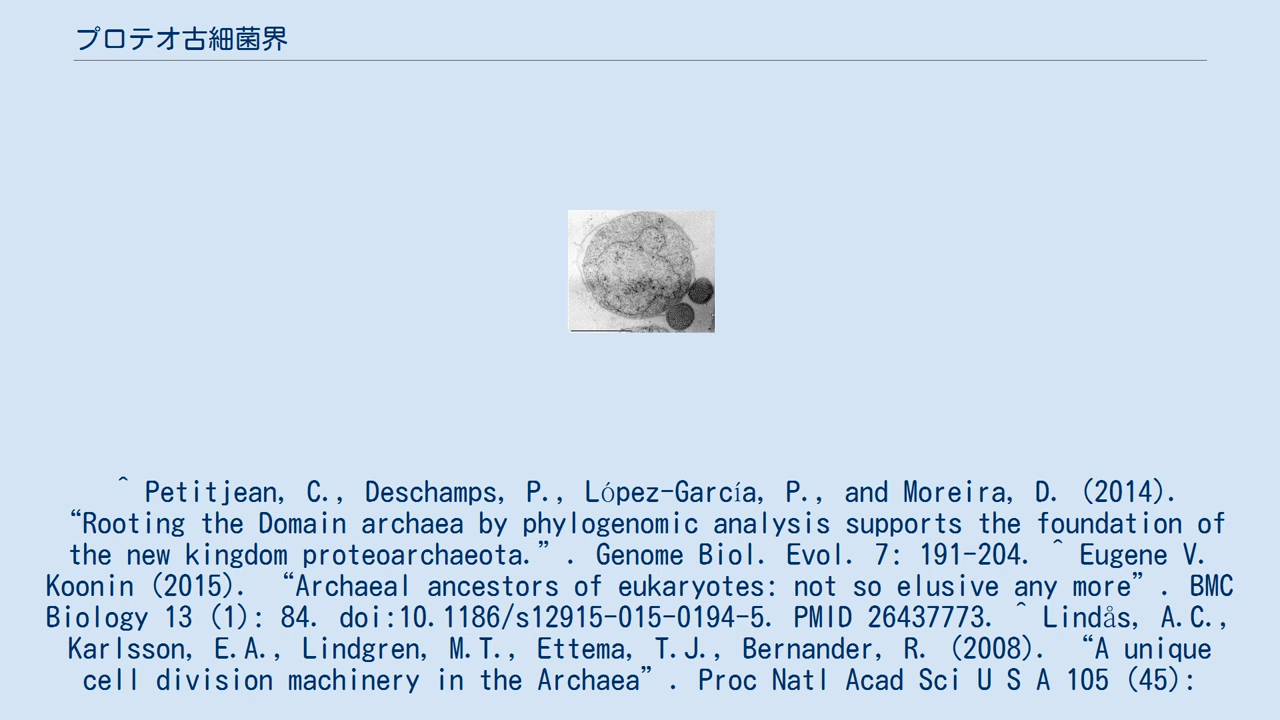 プロテオ古細菌界
^ Petitjean, C., Deschamps, P., López-García, P., and Moreira, D. (2014).
“Rooting the Domain archaea by phylogenomic analysis supports the foundation of
the new kingdom proteoarchaeota.” . Genome Biol. Evol. 7: 191-204. ^ Eugene V.
Koonin (2015). “Archaeal ancestors of eukaryotes: not so elusive any more” . BMC
Biology 13 (1): 84. doi:10.1186/s12915-015-0194-5. PMID 26437773. ^ Lindås, A.C.,
Karlsson, E.A., Lindgren, M.T., Ettema, T.J., Bernander, R. (2008). “A unique
cell division machinery in the Archaea” . Proc Natl Acad Sci U S A 105 (45):